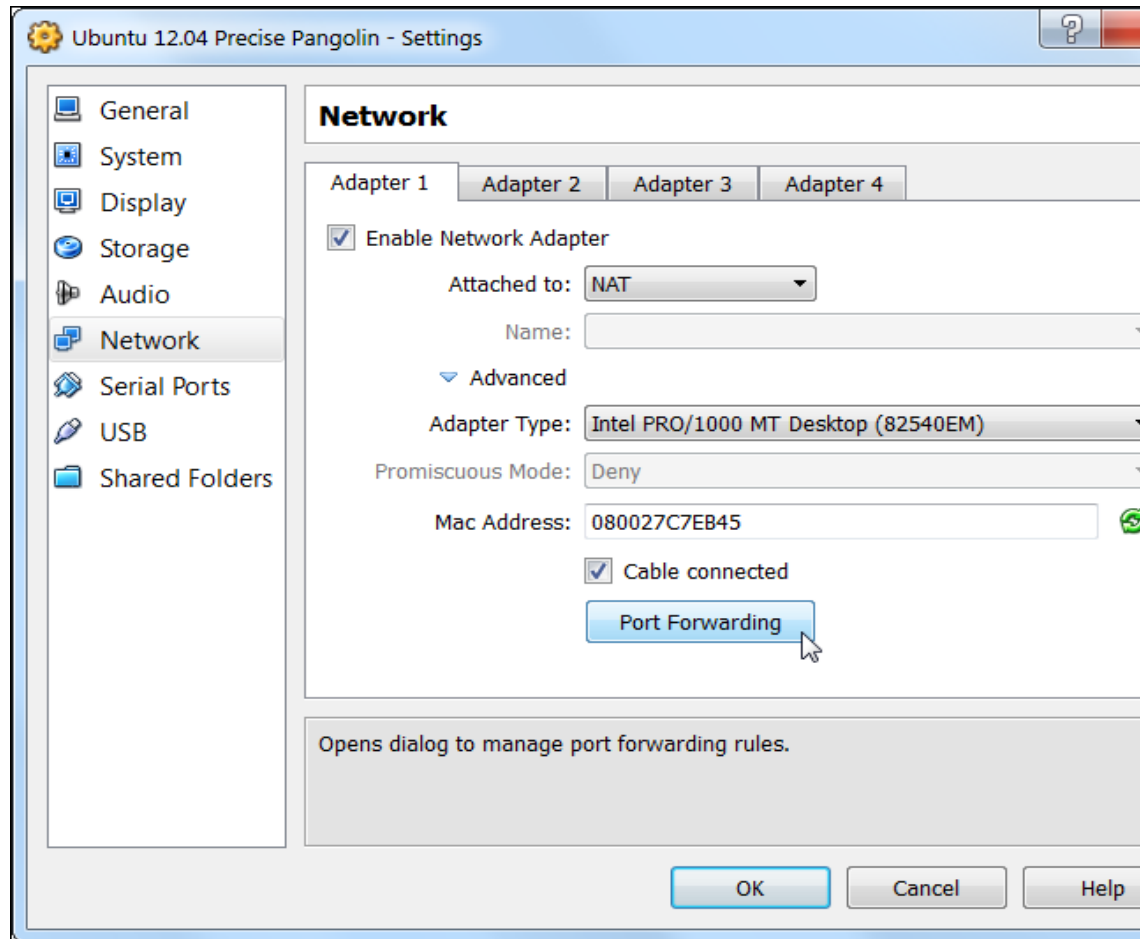 Ubuntu 12.04 Precise Pangolin - Settings
General
System
Display
Storage
Audio
Network
Serial Ports
USB
Shared Folders
Network
Adapter 1 Adapter 2 Adapter 3 Adapter 4
Enable Network Adapter
Attached to: NAT
Name:
Advanced
Adapter Type: Intel PRO/1000 MT Desktop (82540EM)
Promiscuous Mode: Deny
Mac Address: 080027C7EB45
Cable connected
Port Forwarding
Opens dialog to manage port forwarding rules.
OK Cancel Help